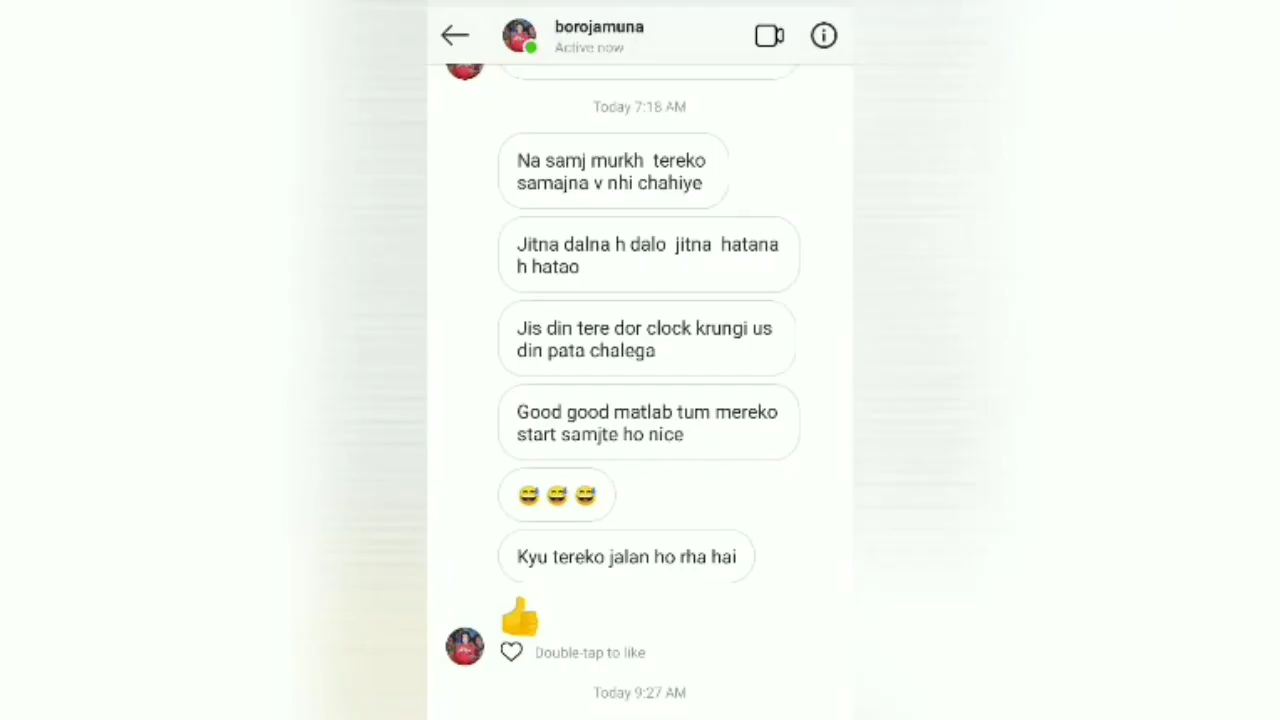 borojamuna
Active now
Today 7:18 AM
Na samj murkh tereko
samajna v nhi chahiye
Jitna dalna h dalo jitna hatana
h hatao
Jis din tere dor clock krungi us
din pata chalega
Good good matlab tum mereko
start samjte ho nice
😅 😅 😅
Kyu tereko jalan ho rha hai
👍
Double-tap to like
Today 9:27 AM